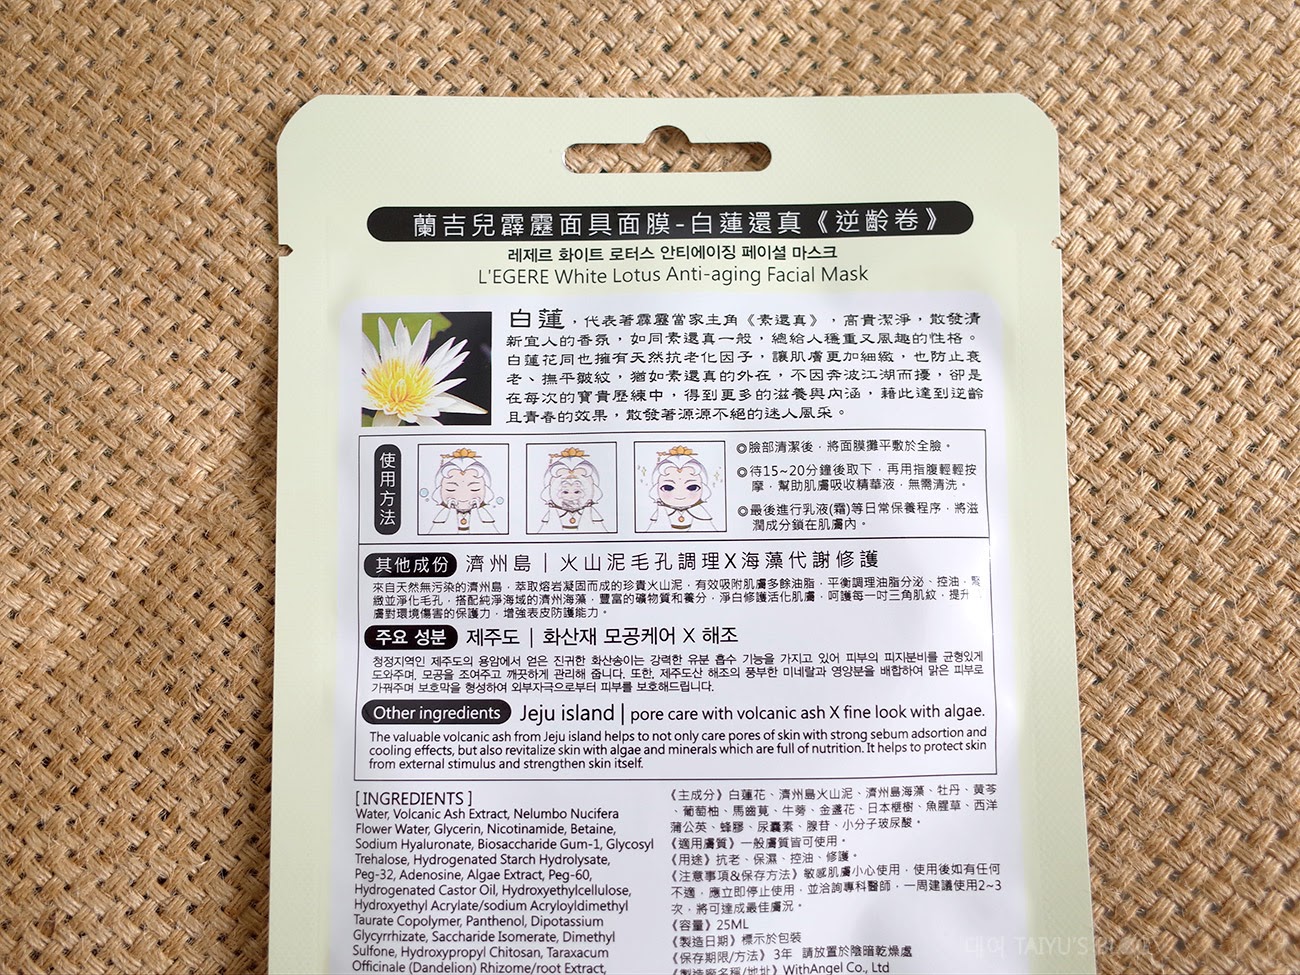 蘭吉兒霹靂面具面膜-白蓮還真《逆齡卷》
레제르 화이트 로터스 안티에이징 페이셜 마스크
L'EGERE White Lotus Anti-aging Facial Mask
白蓮，代表著霹靂當家主角《素還真》，高貴潔淨，散發清
新宜人的香氛，如同素還真一般，總給人穩重又風趣的性格。
白蓮花同也擁有天然抗老化因子，讓肌膚更加細緻，也防止衰
老、撫平皺紋，猶如素還真的外在，不因奔波江湖而擾，卻是
在每次的寶貴歷練中，得到更多的滋養與內涵，藉此達到逆齡
且青春的效果，散發著源源不絕的迷人風采。
使用方法
◎臉部清潔後，將面膜攤平敷於全臉。
◎待15~20分鐘後取下，再用指腹輕輕按
摩，幫助肌膚吸收精華液，無需清洗。
◎最後進行乳液(霜)等日常保養程序，將滋
潤成分鎖在肌膚內。
其他成份 濟州島｜火山泥毛孔調理X海藻代謝修護
來自天然無污染的濟州島，萃取熔岩凝固而成的珍貴火山泥，有效吸附肌膚多餘油脂，平衡調理油脂分泌、控油，緊
緻並淨化毛孔，搭配純淨海域的濟州海藻，豐富的礦物質和養分，淨白修護活化肌膚，呵護每一吋三角肌紋，提升肌
膚對環境傷害的保護力，增強表皮防護能力。
주요 성분 제주도 | 화산재 모공케어 X 해조
청정지역인 제주도의 용암에서 얻은 진귀한 화산송이는 강력한 유분 흡수 기능을 가지고 있어 피부의 피지분비를 균형있게
도와주며, 모공을 조여주고 깨끗하게 관리해 줍니다. 또한, 제주도산 해조의 풍부한 미네랄과 영양분을 배합하여 맑은 피부로
가꿔주며 보호막을 형성하여 외부자극으로부터 피부를 보호해드립니다.
Other ingredients Jeju island | pore care with volcanic ash X fine look with algae.
The valuable volcanic ash from Jeju island helps to not only care pores of skin with strong sebum adsortion and
cooling effects, but also revitalize skin with algae and minerals which are full of nutrition. It helps to protect skin
from external stimulus and strengthen skin itself.
[ INGREDIENTS ]
Water, Volcanic Ash Extract, Nelumbo Nucifera
Flower Water, Glycerin, Nicotinamide, Betaine,
Sodium Hyaluronate, Biosaccharide Gum-1, Glycosyl
Trehalose, Hydrogenated Starch Hydrolysate,
Peg-32, Adenosine, Algae Extract, Peg-60,
Hydrogenated Castor Oil, Hydroxyethylcellulose,
Hydroxyethyl Acrylate/sodium Acryloyldimethyl
Taurate Copolymer, Panthenol, Dipotassium
Glycyrrhizate, Saccharide Isomerate, Dimethyl
Sulfone, Hydroxypropyl Chitosan, Taraxacum
Officinale (Dandelion) Rhizome/root Extract,
《主成分》白蓮花、濟州島火山泥、濟州島海藻、牡丹、黃芩
、葡萄柚、馬齒莧、牛蒡、金盞花、日本櫃樹、魚腥草、西洋
蒲公英、蜂膠、尿囊素、腺苷、小分子玻尿酸。
《適用膚質》一般膚質皆可使用。
《用途》抗老、保濕、控油、修護。
《注意事項&保存方法》敏感肌膚小心使用，使用後如有任何
不適，應立即停止使用，並洽詢專科醫師，一周建議使用2~3
次，將可達成最佳膚況。
《容量》25ML
《製造日期》標示於包裝
《保存期限/方法》3年 請放置於陰暗乾燥處
《製造廠名稱/地址》WithAngel Co., Ltd
TAIYU'S